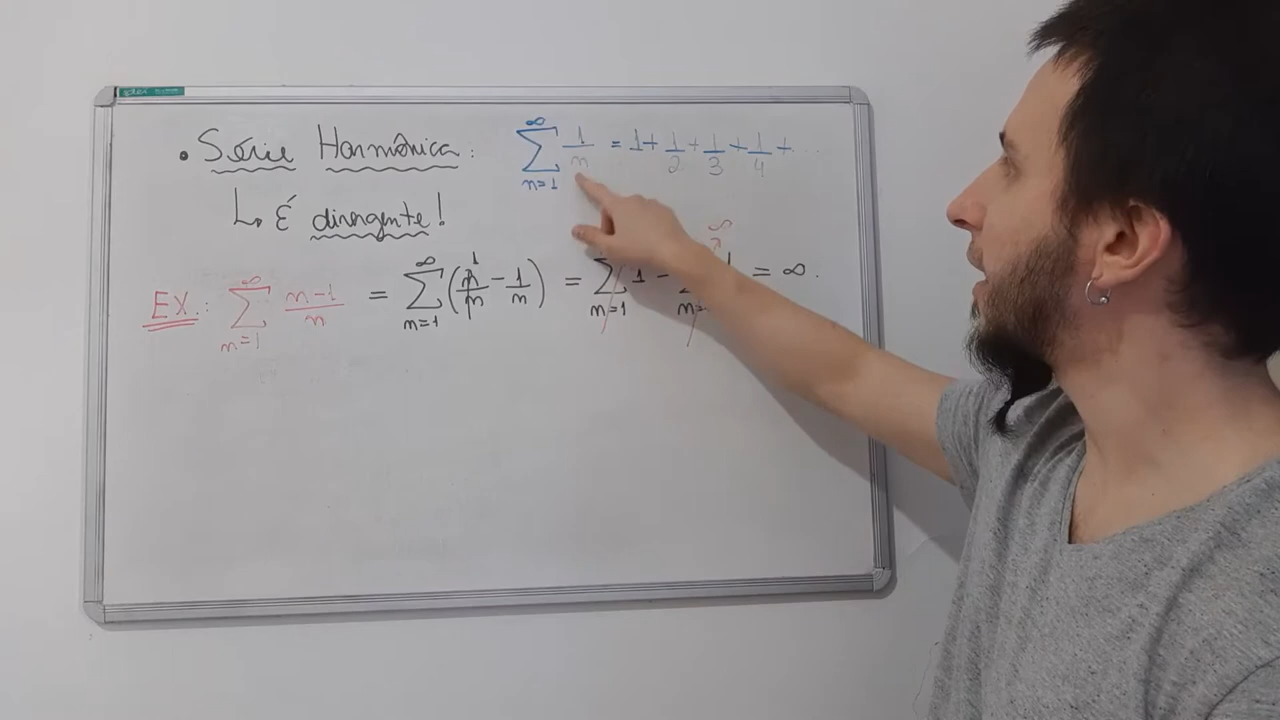 • Série Harmônica: ∞ ∑ n=1 1/n = 1 + 1/2 + 1/3 + 1/4 + ...
↳ É divergente!
EX.: ∞ ∑ n=1 n-1/n = ∞ ∑ n=1 (n/n - 1/n) = ∑ n=1 1 - ∑ n= 1 = ∞.